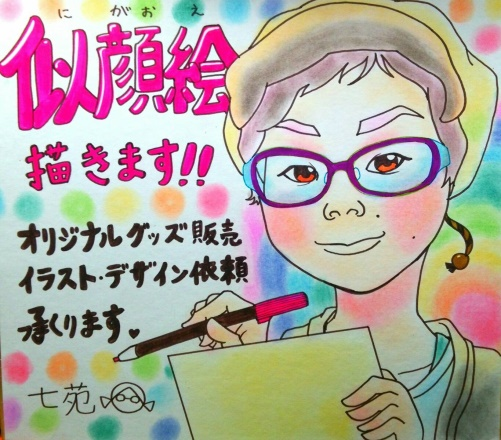 にがおえ
似顔絵
描きます!!
オリジナルグッズ販売
イラスト・デザイン依頼
承ります♥
七苑